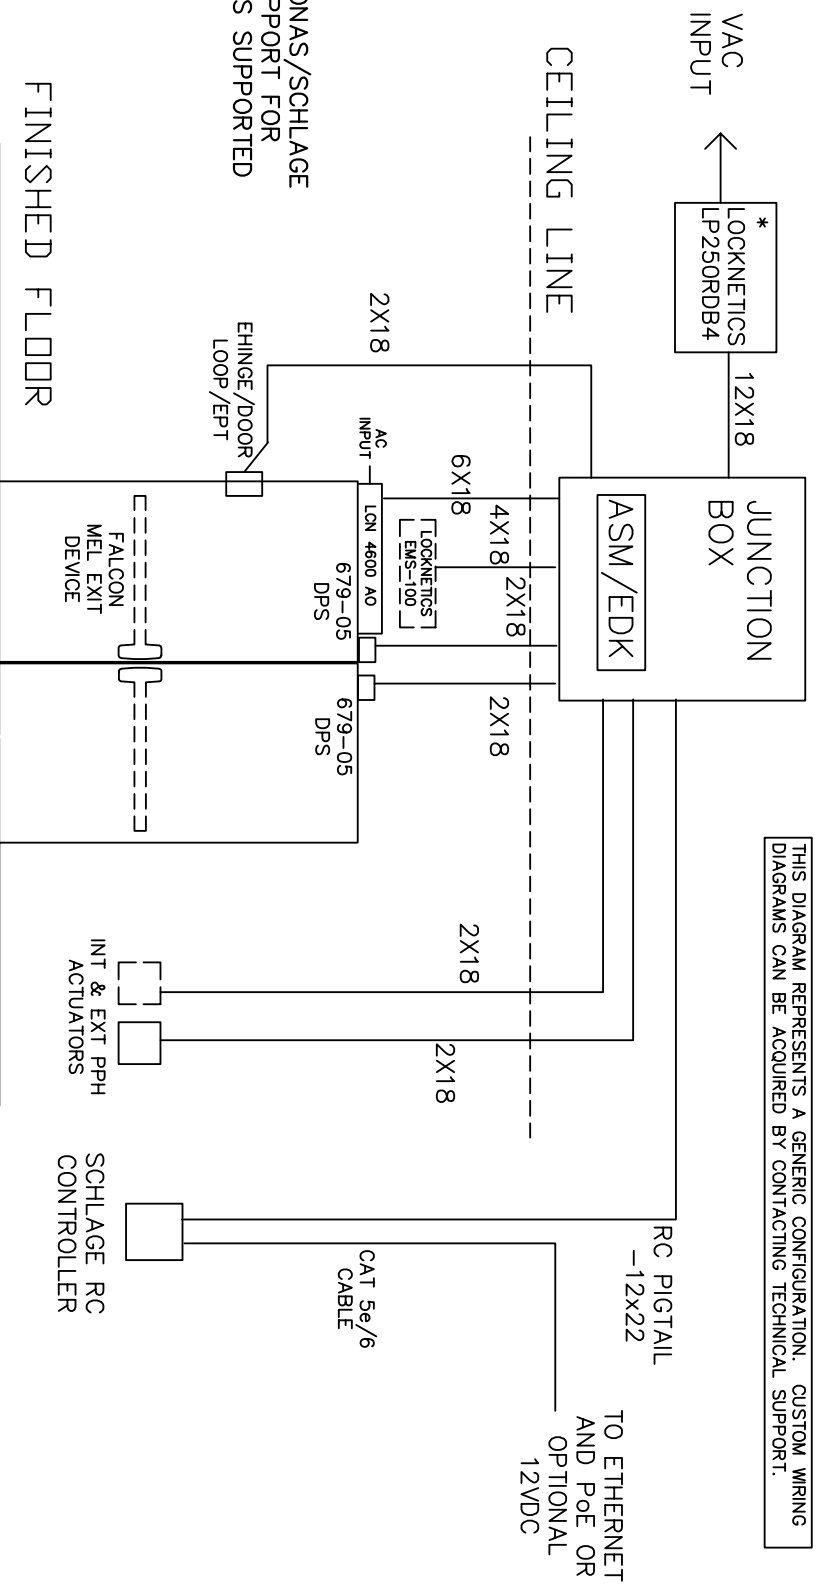 THIS DIAGRAM REPRESENTS A GENERIC CONFIGURATION. CUSTOM WIRING
DIAGRAMS CAN BE ACQUIRED BY CONTACTING TECHNICAL SUPPORT.
VAC
INPUT
*
LOCKNETICS
LP250RDB4
12X18
JUNCTION
BOX
ASM/EDK
RC PIGTAIL
-12x22
TO ETHERNET
AND PoE OR
OPTIONAL
12VDC
CEILING LINE
2X18
6X18
4X18
2X18
2X18
2X18
2X18
AC
INPUT
LCN 4600 AO
LOCKNETICS
EMS-100
679-05
DPS
679-05
DPS
CAT 5e/6
CABLE
ONAS/SCHLAGE
PPORT FOR
S SUPPORTED
EHINGE/DOOR
LOOP/EPT
FALCON
MEL EXIT
DEVICE
INT & EXT PPH
ACTUATORS
SCHLAGE RC
CONTROLLER
FINISHED FLOOR